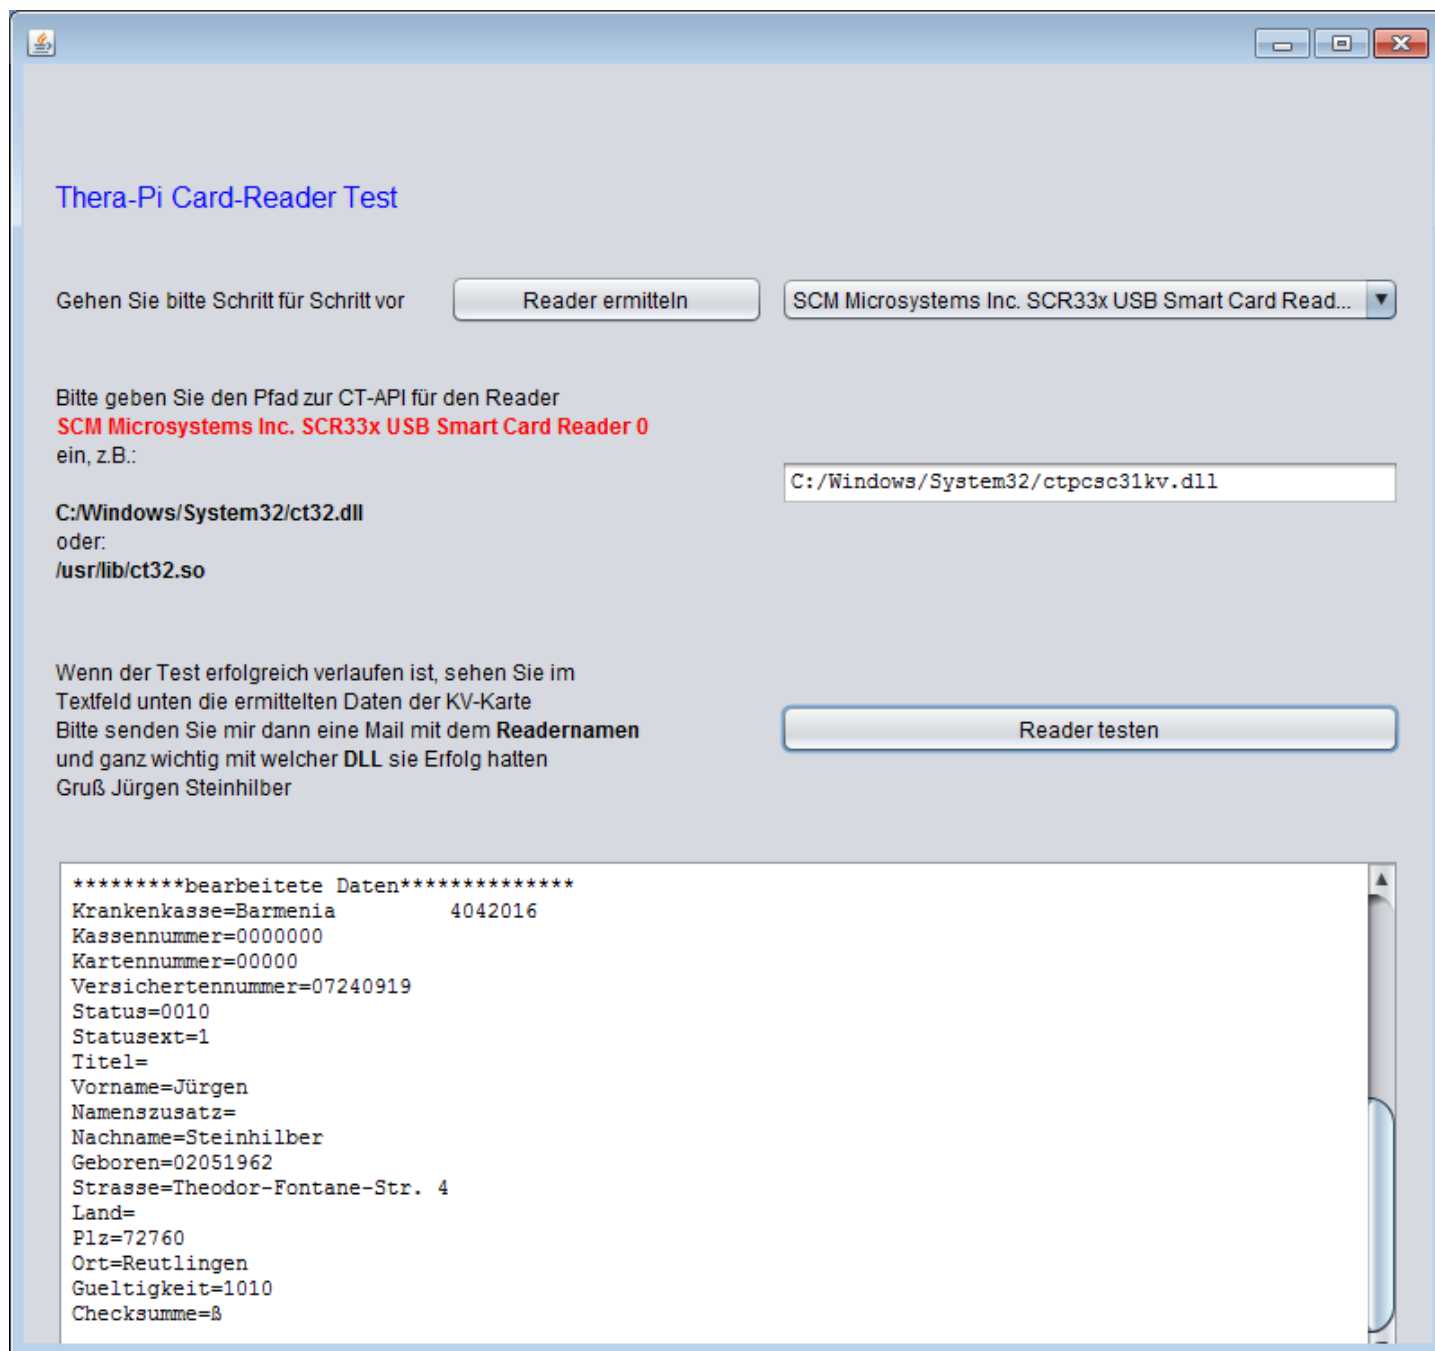 Thera-Pi Card-Reader Test
Gehen Sie bitte Schritt für Schritt vor
Reader ermitteln
SCM Microsystems Inc. SCR33x USB Smart Card Read...
Bitte geben Sie den Pfad zur CT-API für den Reader
SCM Microsystems Inc. SCR33x USB Smart Card Reader 0
ein, z.B.:
C:/Windows/System32/ctpcsc31kv.dll
C:/Windows/System32/ct32.dll
oder:
/usr/lib/ct32.so
Wenn der Test erfolgreich verlaufen ist, sehen Sie im
Textfeld unten die ermittelten Daten der KV-Karte
Bitte senden Sie mir dann eine Mail mit dem Readernamen
und ganz wichtig mit welcher DLL sie Erfolg hatten
Gruß Jürgen Steinhilber
Reader testen
*********bearbeitete Daten**************
Krankenkasse=Barmenia         4042016
Kassennummer=0000000
Kartennummer=00000
Versichertennummer=07240919
Status=0010
Statusext=1
Titel=
Vorname=Jürgen
Namenszusatz=
Nachname=Steinhilber
Geboren=02051962
Strasse=Theodor-Fontane-Str. 4
Land=
Plz=72760
Ort=Reutlingen
Gueltigkeit=1010
Checksumme=ß